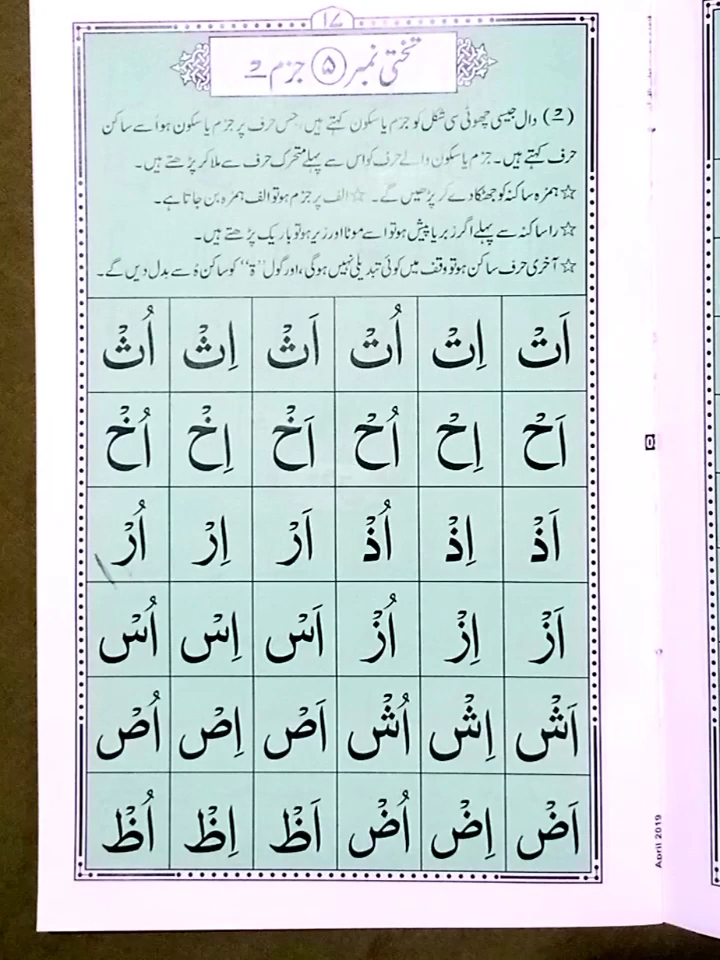 ۱۷
تختی نمبر ۵ جزم ـْ
(ـْ) دال جیسی چھوٹی سی شکل کو جزم یا سکون کہتے ہیں، جس حرف پر جزم یا سکون ہو اُسے ساکن
حرف کہتے ہیں۔ جزم یا سکون والے حرف کو اس سے پہلے متحرک حرف سے ملا کر پڑھتے ہیں۔
☆ ہمزہ ساکنہ کو جھٹکا دے کر پڑھیں گے۔ ☆ الف پر جزم ہو تو الف ہمزہ بن جاتا ہے۔
☆ را ساکنہ سے پہلے اگر زبر یا پیش ہو تو اسے موٹا اور زیر ہو تو باریک پڑھتے ہیں۔
☆ آخری حرف ساکن ہو تو وقف میں کوئی تبدیلی نہیں ہوگی، اور گول ”ة“ کو ساکن ہ سے بدل دیں گے۔
اَتْ اِتْ اُتْ اَثْ اِثْ اُثْ
اَحْ اِحْ اُحْ اَخْ اِخْ اُخْ
اَذْ اِذْ اُذْ اَرْ اِرْ اُرْ
اَزْ اِزْ اُزْ اَسْ اِسْ اُسْ
اَشْ اِشْ اُشْ اَصْ اِصْ اُصْ
اَضْ اِضْ اُضْ اَظْ اِظْ اُظْ
April 2019